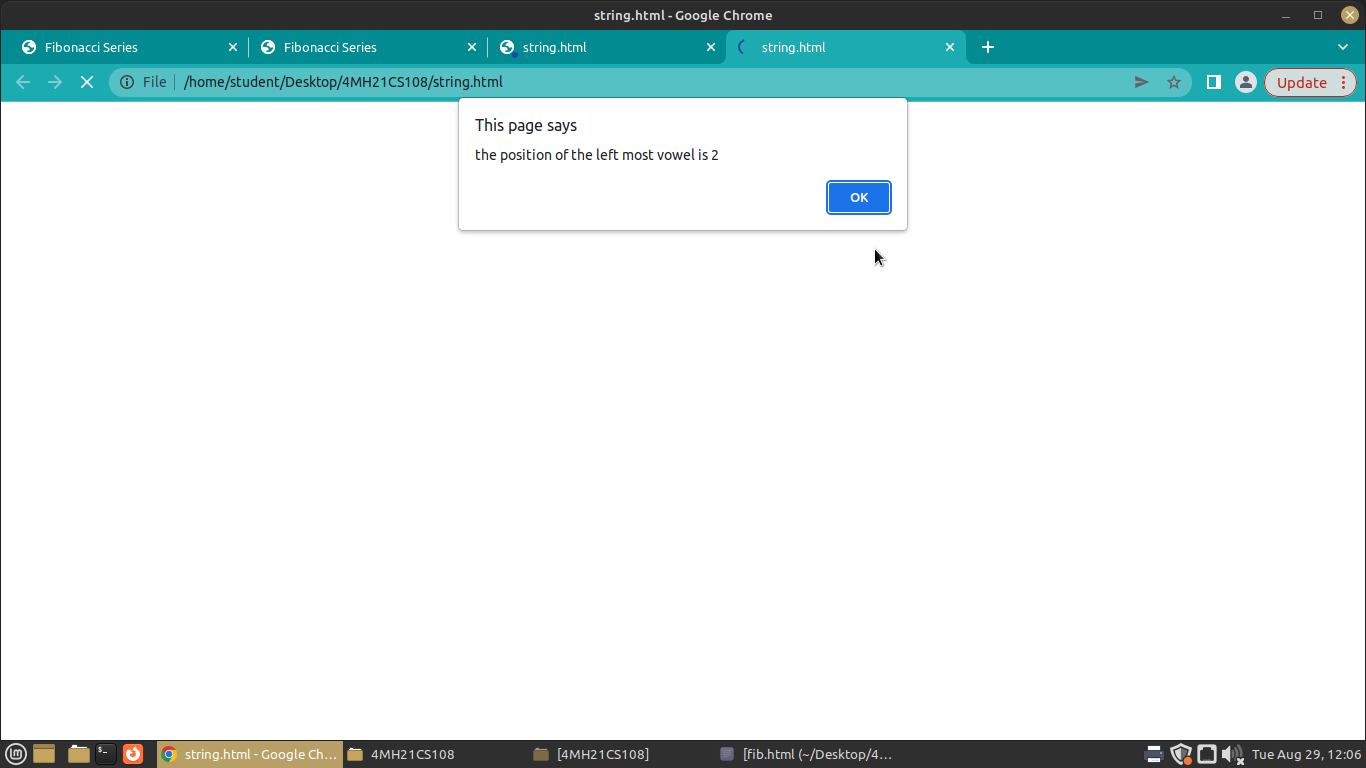 string.html - Google Chrome
Fibonacci Series
Fibonacci Series
string.html
string.html
File
/home/student/Desktop/4MH21CS108/string.html
Update
This page says
the position of the left most vowel is 2
OK
string.html - Google Ch...
4MH21CS108
[4MH21CS108]
[fib.html (~/Desktop/4...
Tue Aug 29, 12:06